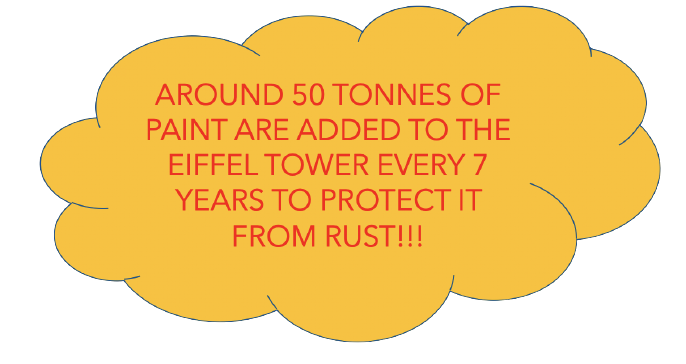 AROUND 50 TONNES OF
PAINT ARE ADDED TO THE
EIFFEL TOWER EVERY 7
YEARS TO PROTECT IT
FROM RUST!!!